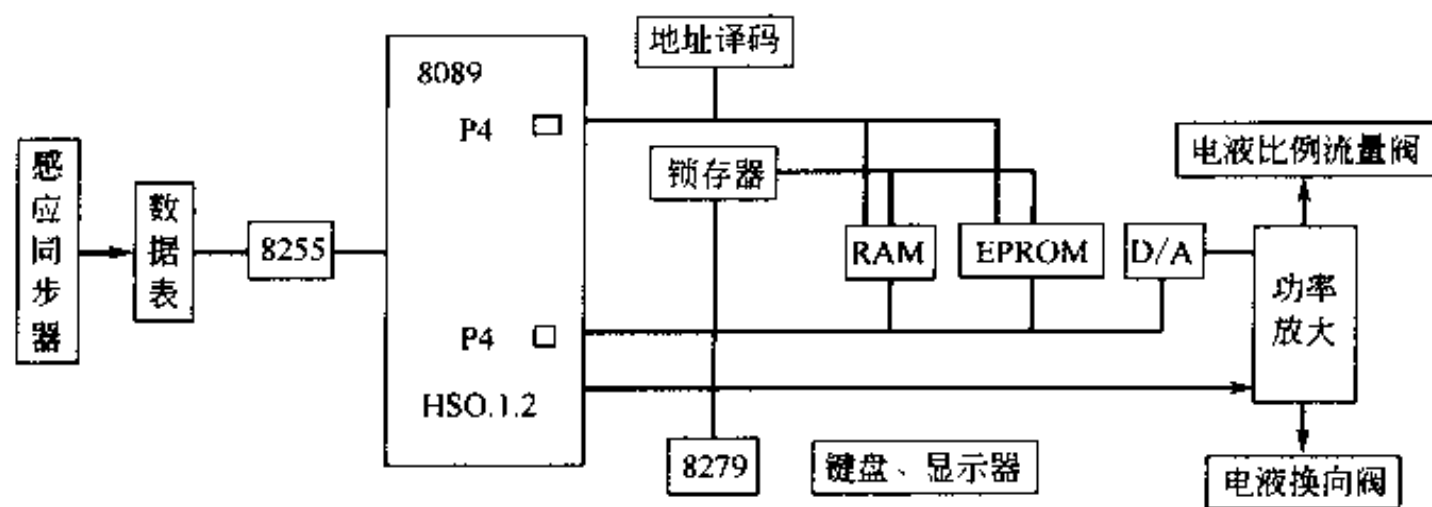 地址译码
8089
P4
电液比例流量阀
感应同步器
数据表
8255
锁存器
RAM
EPROM
D/A
功率
放大
P4
HSO.1.2
8279
键盘、显示器
电液换向阀